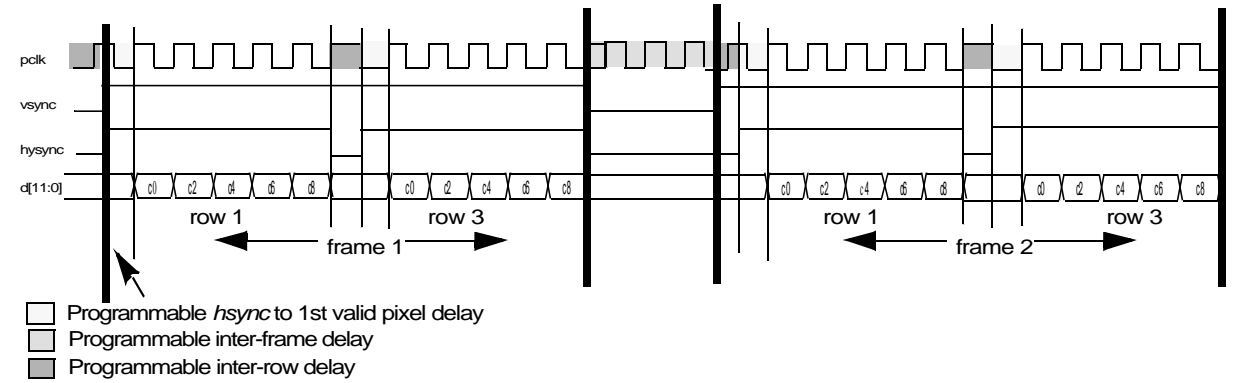 pclk
vsync
hysync
d[11:0] c0 c2 c4 c6 c8 c0 c2 c4 c6 c8 c0 c2 c4 c6 c8 c0 c2 c4 c6 c8
row 1 row 3 row 1 row 3
frame 1 frame 2
Programmable hsync to 1st valid pixel delay
Programmable inter-frame delay
Programmable inter-row delay